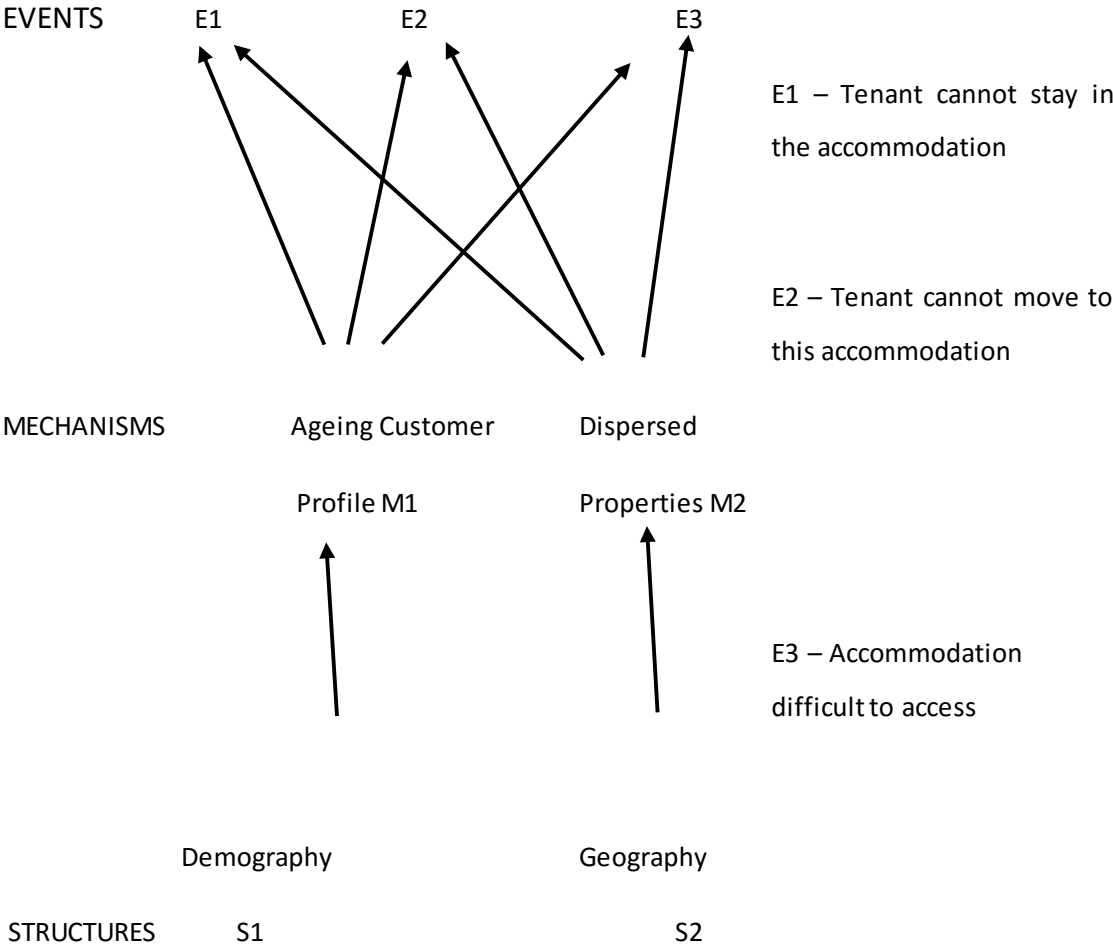 EVENTS E1 E2 E3
E1 – Tenant cannot stay in
the accommodation
E2 – Tenant cannot move to
this accommodation
MECHANISMS Ageing Customer Dispersed
Profile M1 Properties M2
E3 – Accommodation
difficult to access
Demography Geography
STRUCTURES S1 S2